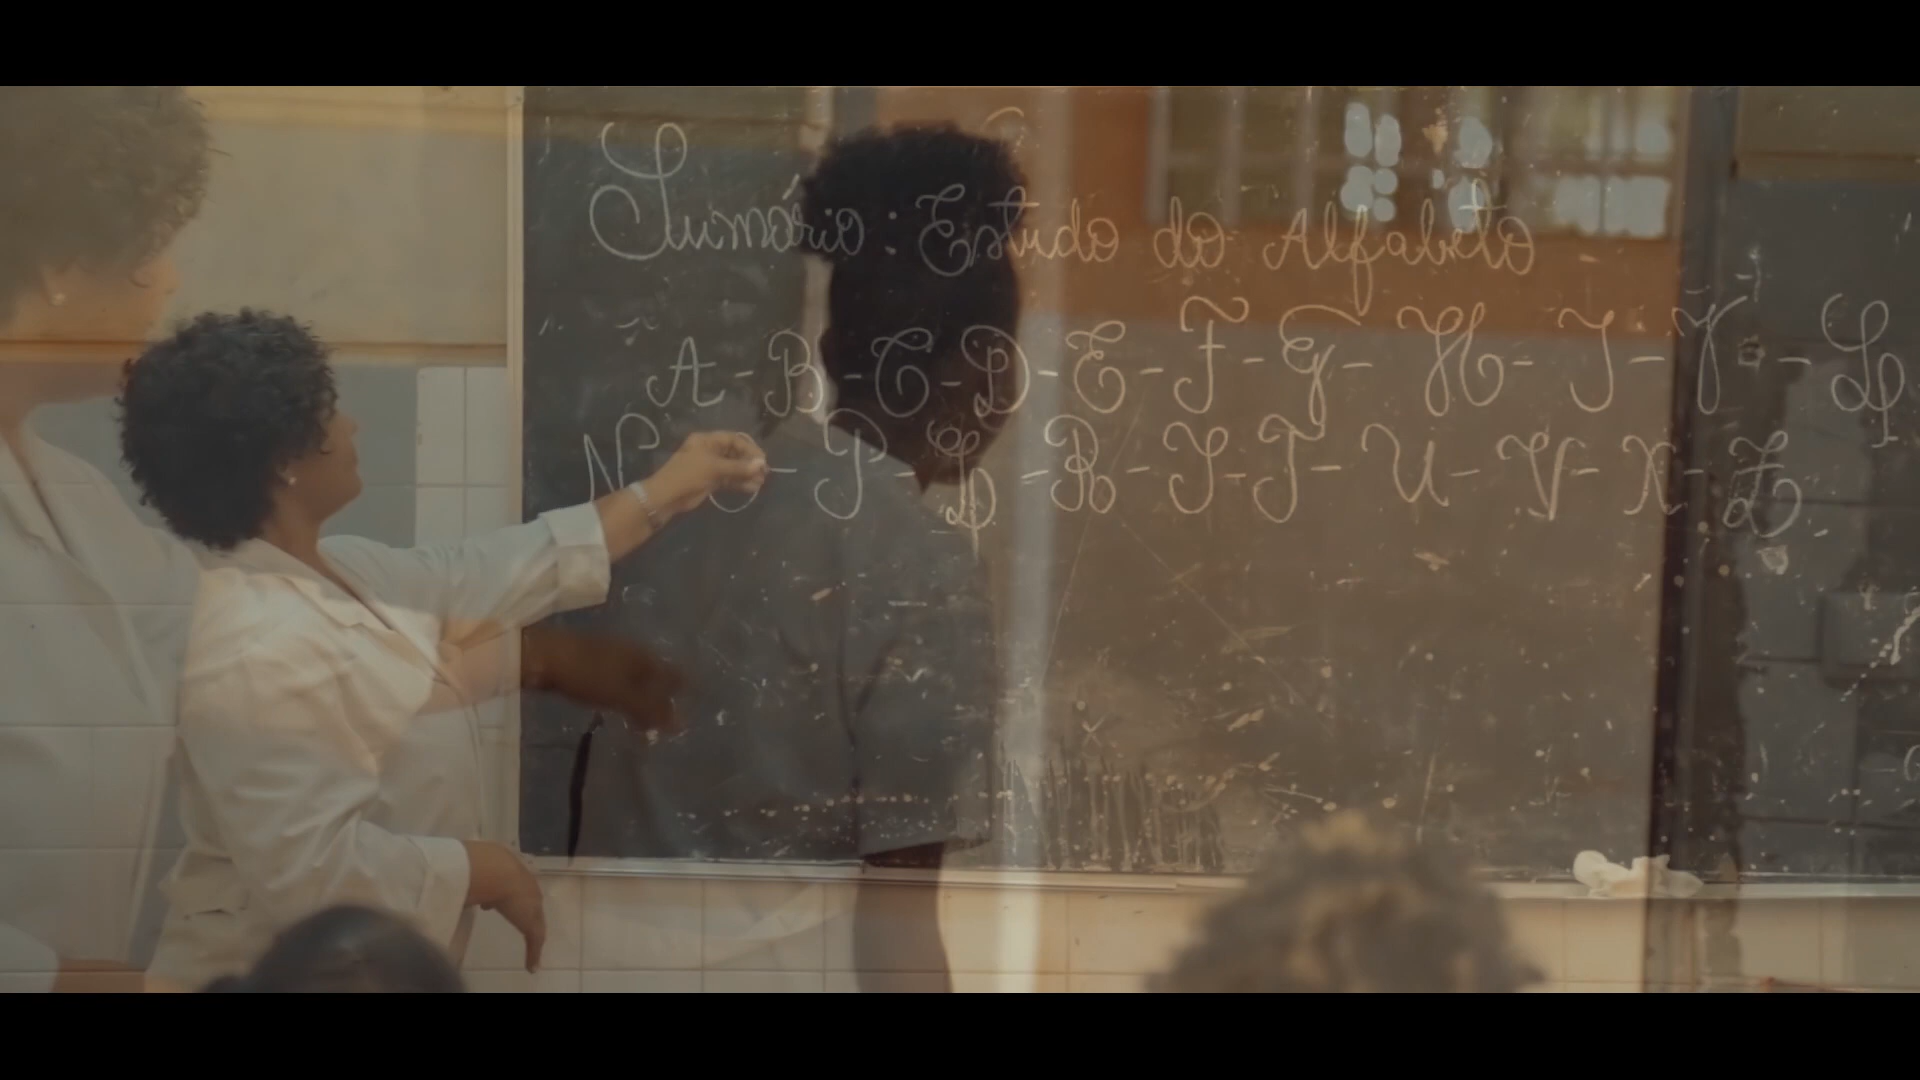 Sumário: Estudo do Alfabeto
A-B-C-D-E-F-G-H-I-J-L
N-O-P-Q-R-S-T-U-V-X-Z